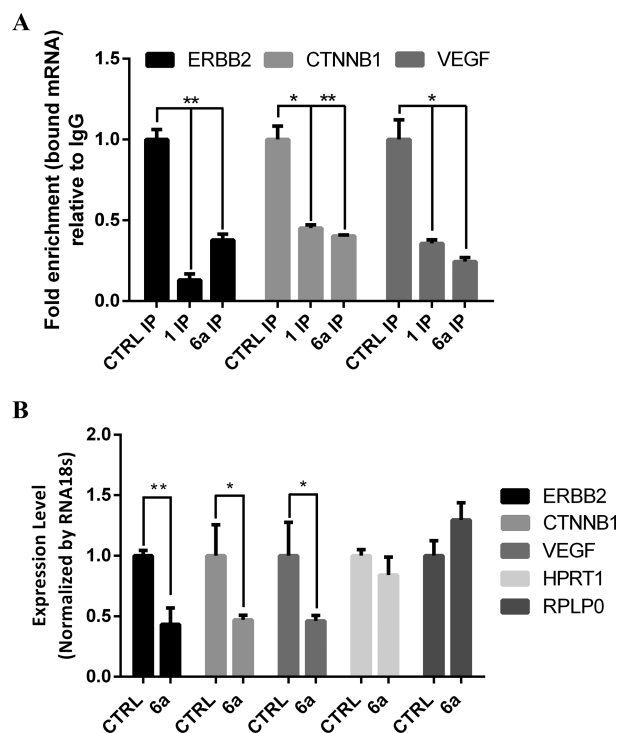 A
ERBB2 CTNNB1 VEGF
Fold enrichment (bound mRNA)
relative to IgG
1.5
1.0
0.5
0.0
** * ** *
CTRL IP 1 IP 6a IP CTRL IP 1 IP 6a IP CTRL IP 1 IP 6a IP
B
Expression Level
(Normalized by RNA18s)
2.0
1.5
1.0
0.5
0.0
** * *
CTRL 6a CTRL 6a CTRL 6a CTRL 6a CTRL 6a
ERBB2
CTNNB1
VEGF
HPRT1
RPLP0